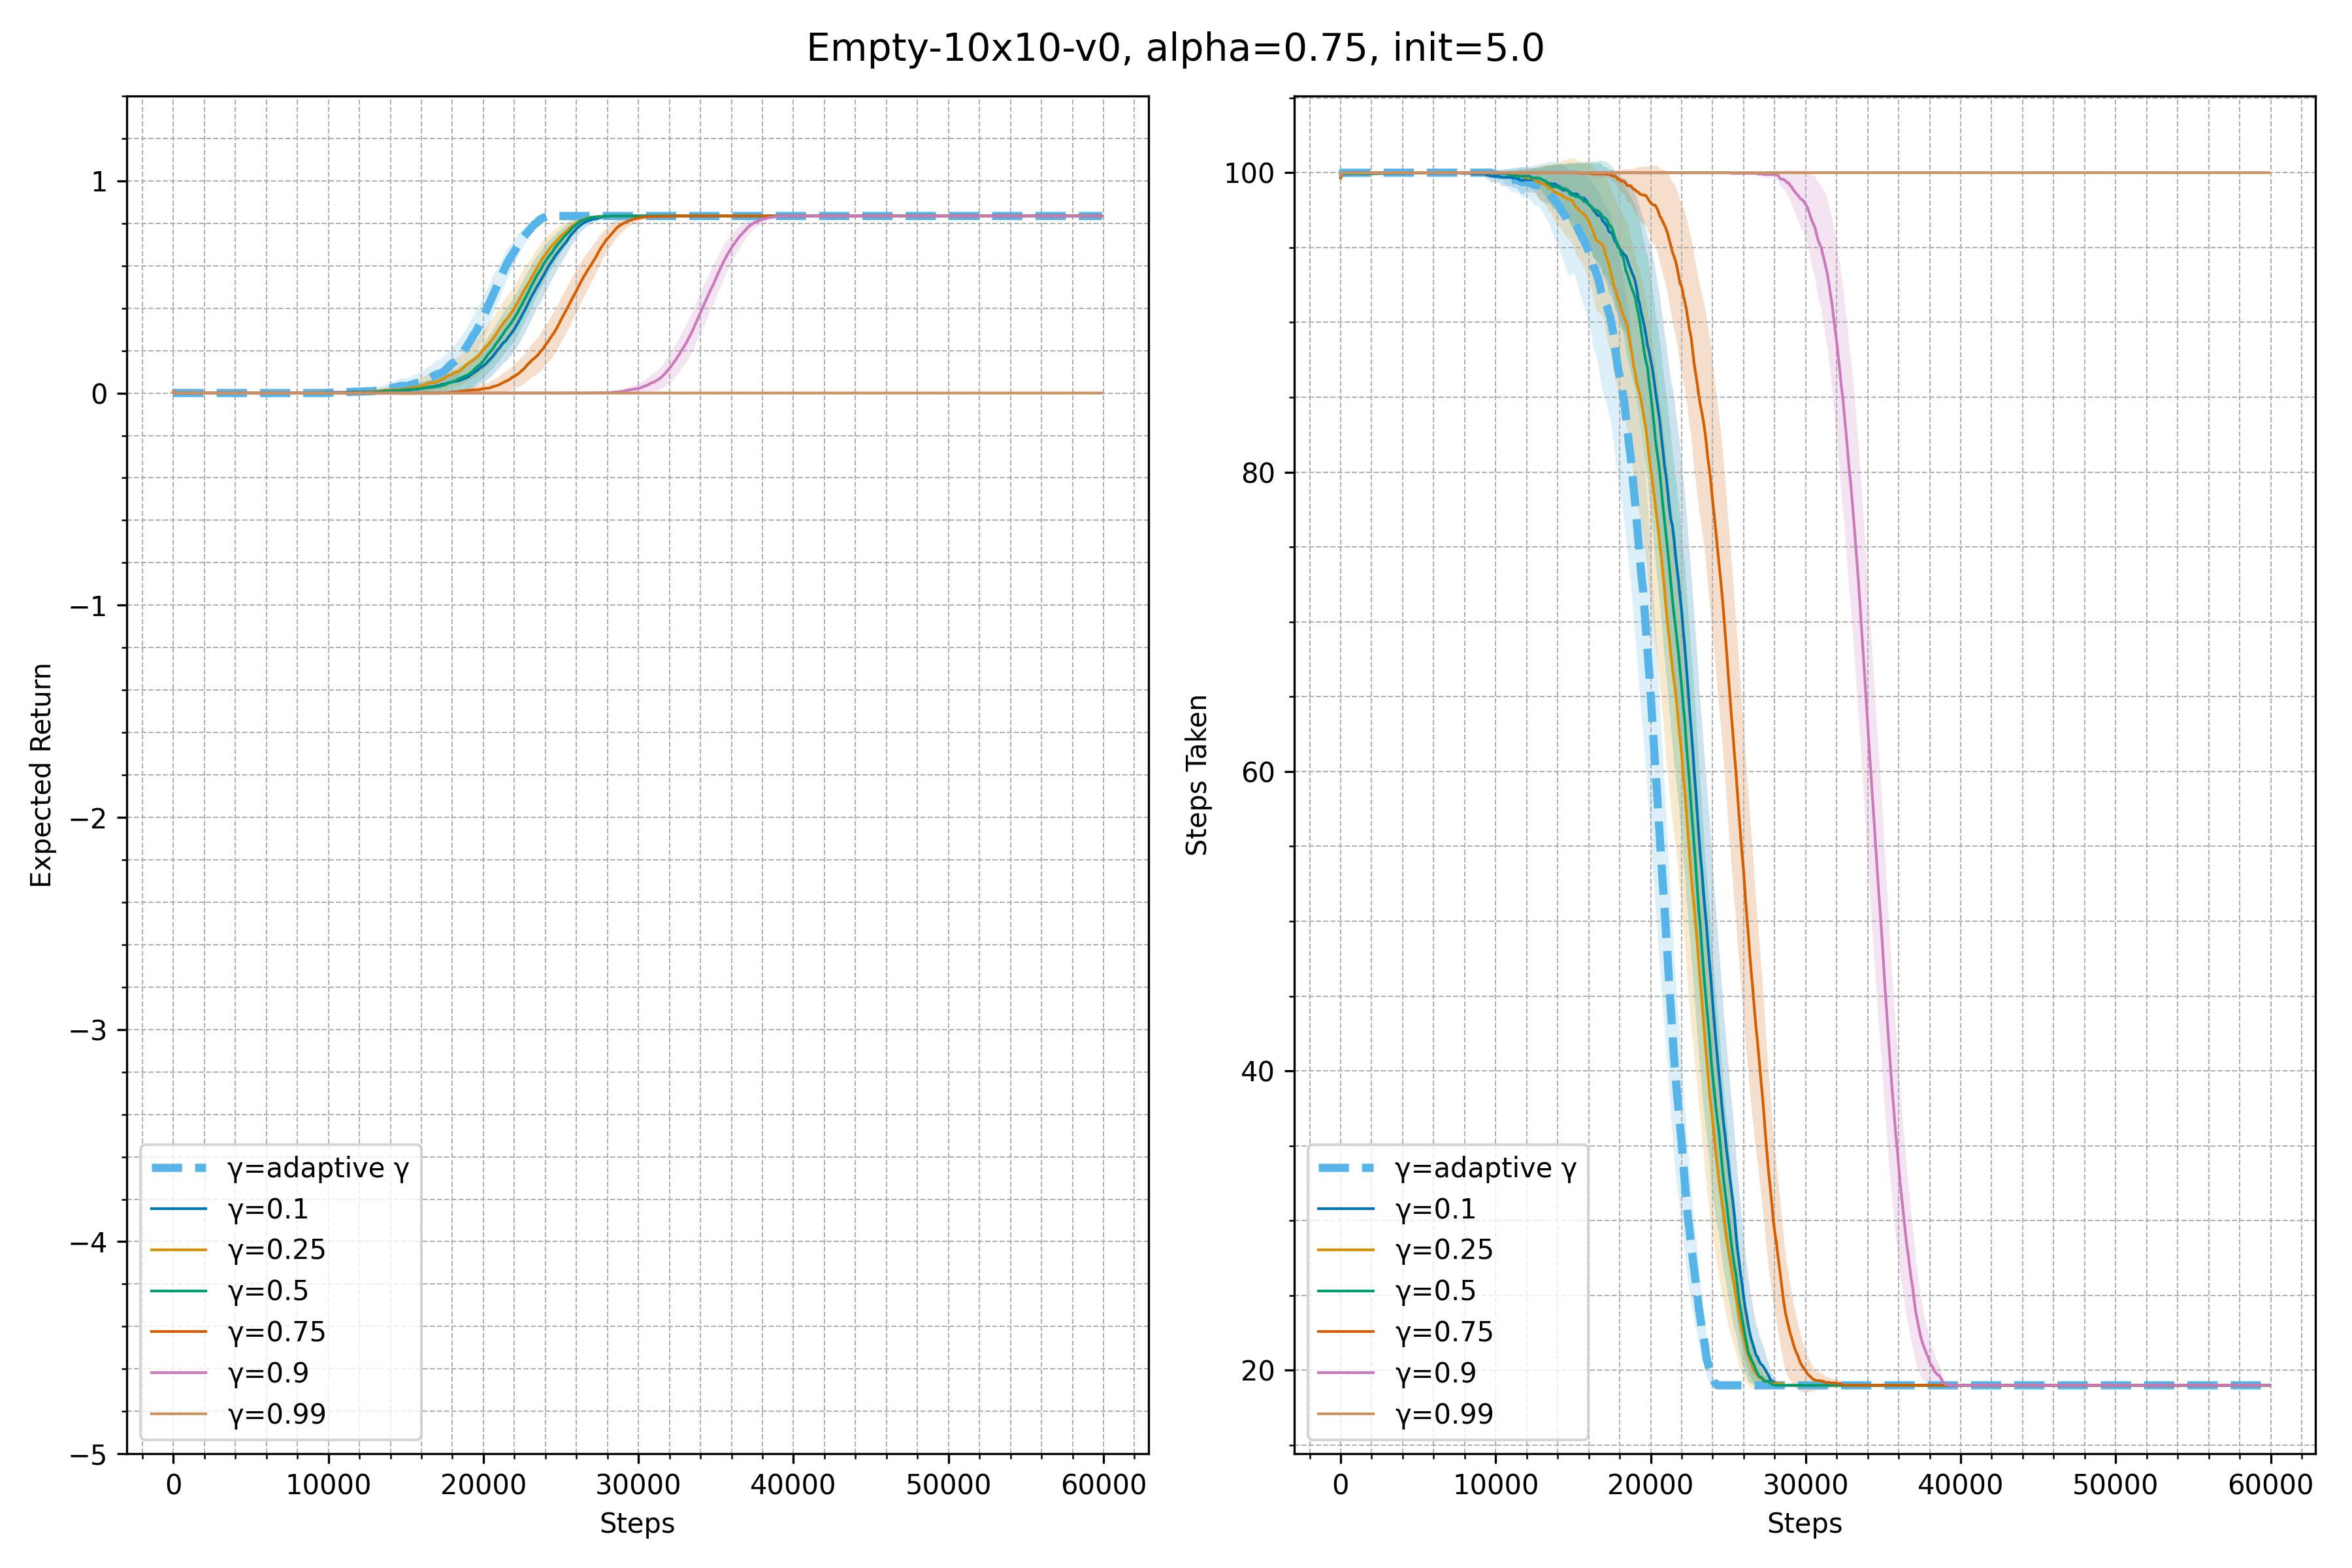 Empty-10x10-v0, alpha=0.75, init=5.0
Expected Return
1
0
−1
−2
−3
−4
−5
0 10000 20000 30000 40000 50000 60000
Steps
γ=adaptive γ
γ=0.1
γ=0.25
γ=0.5
γ=0.75
γ=0.9
γ=0.99
Steps Taken
100
80
60
40
20
0 10000 20000 30000 40000 50000 60000
Steps
γ=adaptive γ
γ=0.1
γ=0.25
γ=0.5
γ=0.75
γ=0.9
γ=0.99